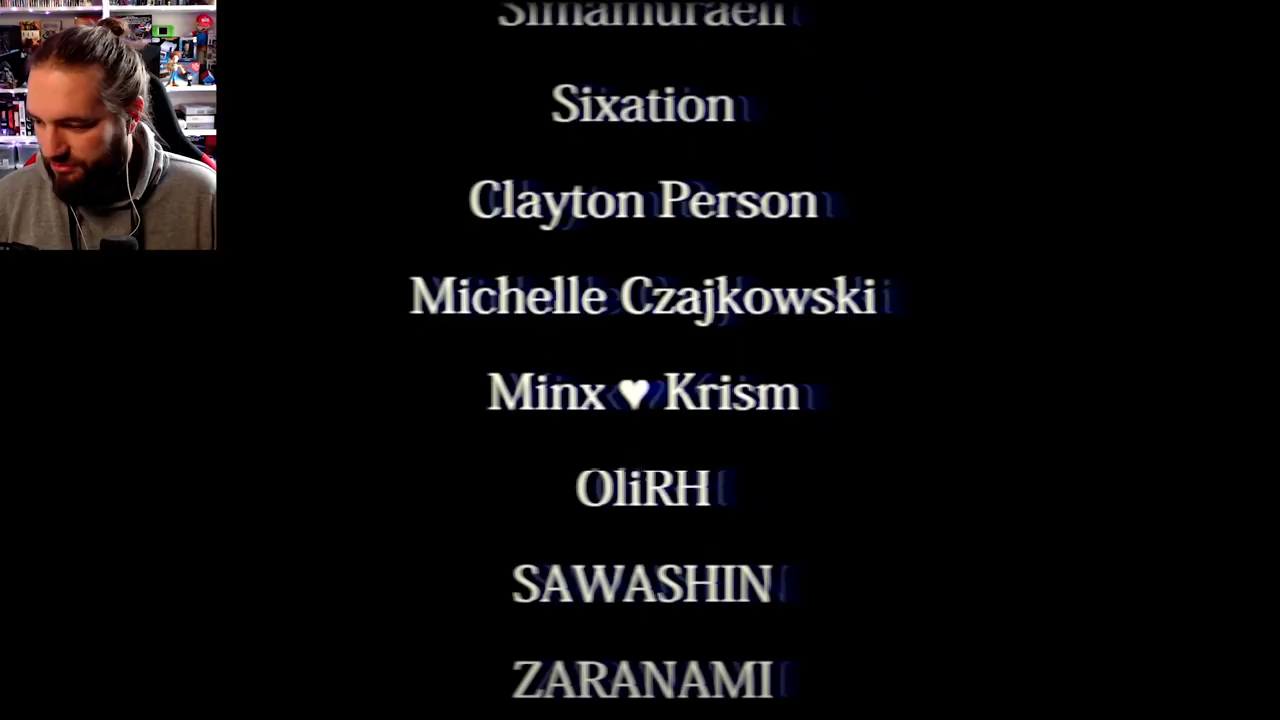 Sixation
Clayton Person
Michelle Czajkowski
Minx ♥ Krism
OliRH
SAWASHIN
ZARANAMI